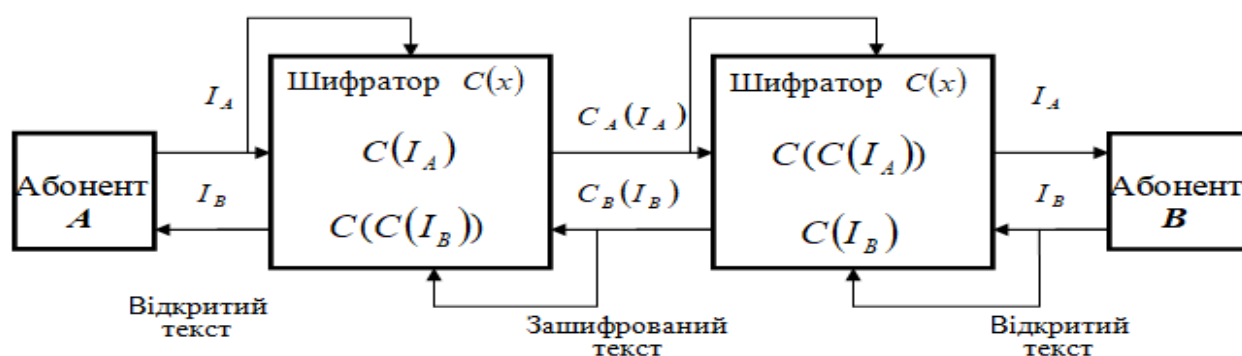 Шифратор C(x)
Шифратор C(x)
I_A
C_A(I_A)
I_A
C(I_A)
C(C(I_A))
Абонент
A
I_B
C_B(I_B)
I_B
Абонент
B
C(C(I_B))
C(I_B)
Відкритий
текст
Зашифрований
текст
Відкритий
текст